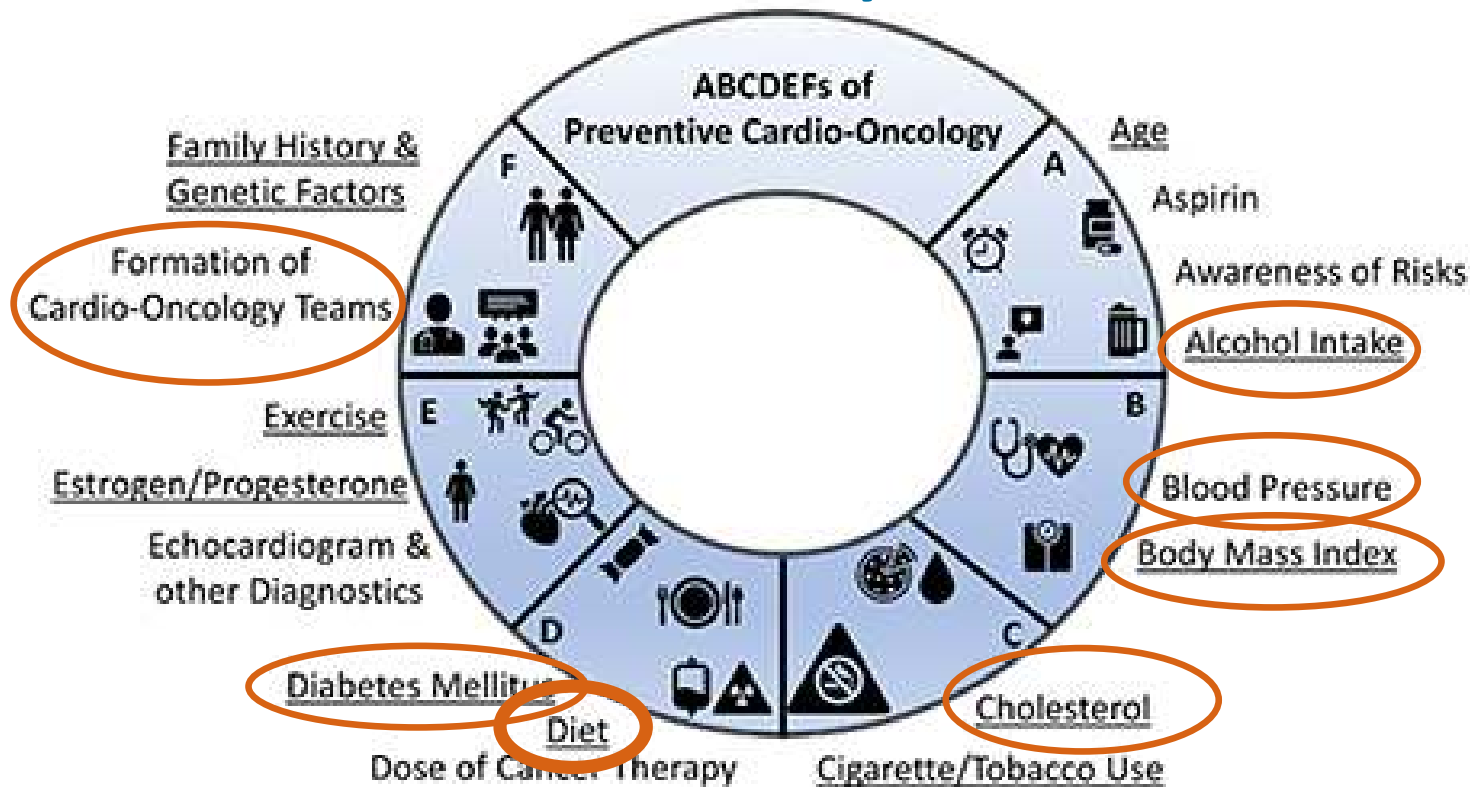 ABCDEFs of
Preventive Cardio-Oncology
A
Age
Aspirin
Awareness of Risks
Alcohol Intake
B
Blood Pressure
Body Mass Index
C
Cholesterol
Cigarette/Tobacco Use
D
Diabetes Mellitus
Diet
Dose of Cancer Therapy
E
Exercise
Estrogen/Progesterone
Echocardiogram &
other Diagnostics
F
Family History &
Genetic Factors
Formation of
Cardio-Oncology Teams